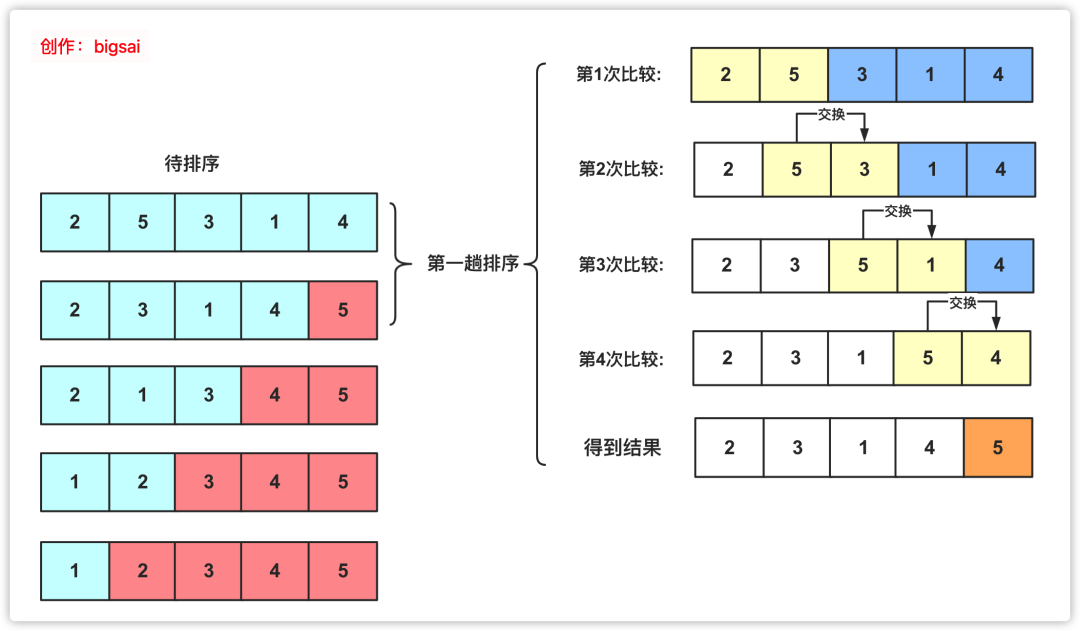 创作：bigsai
待排序
2 5 3 1 4
2 3 1 4 5
2 1 3 4 5
1 2 3 4 5
1 2 3 4 5
第一趟排序
第1次比较: 2 5 3 1 4
交换
第2次比较: 2 5 3 1 4
交换
第3次比较: 2 3 5 1 4
交换
第4次比较: 2 3 1 5 4
得到结果 2 3 1 4 5